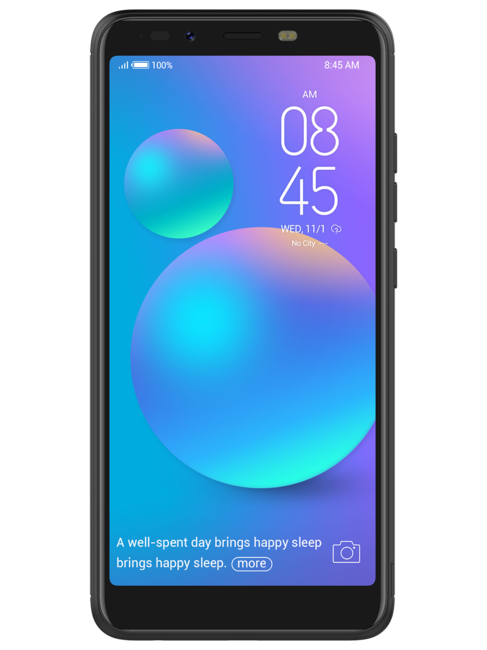 100% 8:45 AM
AM
08
45
WED, 11/1
No City ---
A well-spent day brings happy sleep
brings happy sleep. more